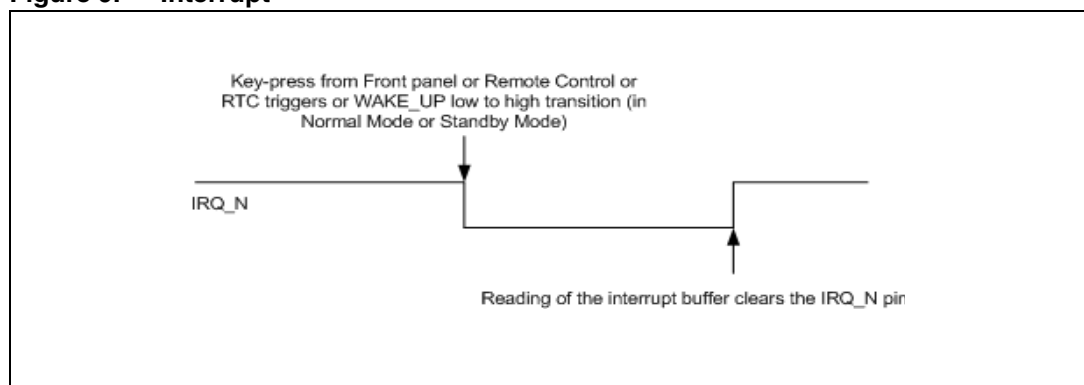 Key-press from Front panel or Remote Control or
RTC triggers or WAKE_UP low to high transition (in
Normal Mode or Standby Mode)
IRQ_N
Reading of the interrupt buffer clears the IRQ_N pin